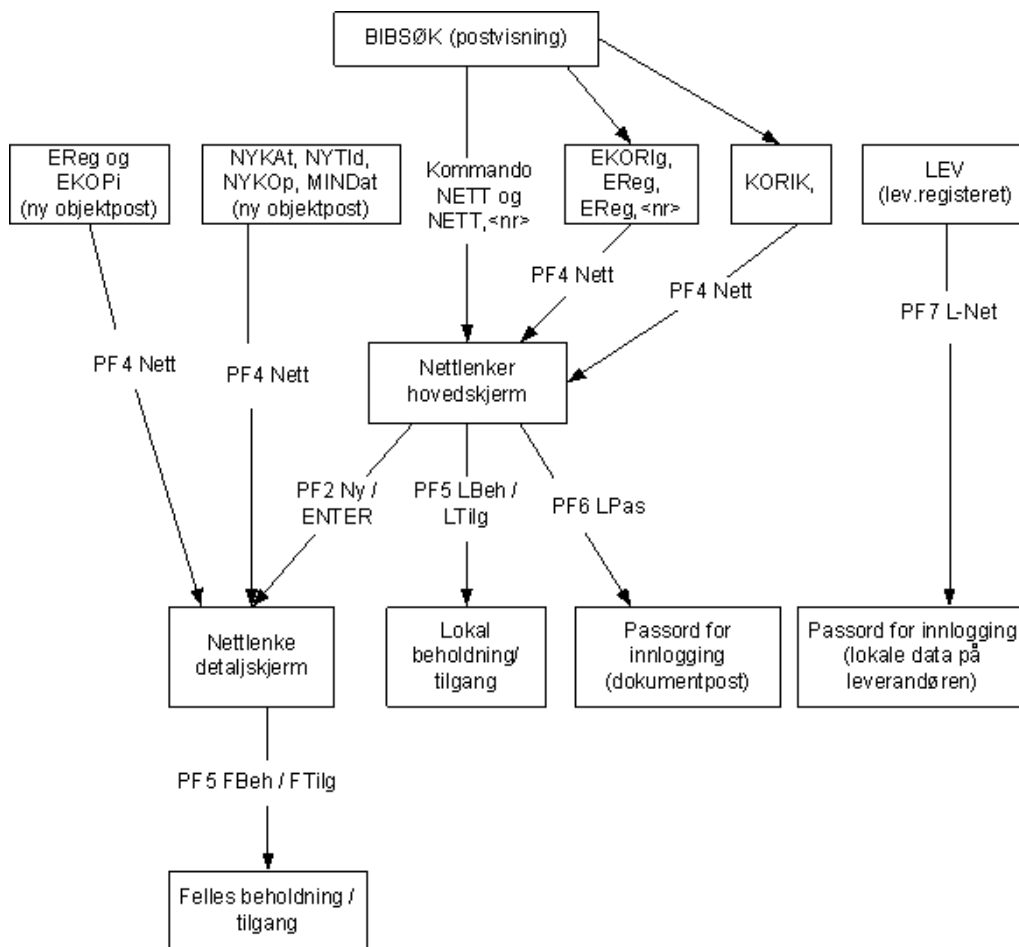 BIBSØK (postvisning)
EReg og
EKOPi
(ny objektpost)
NYKAt, NYTId,
NYKOp, MINDat
(ny objektpost)
Kommando
NETT og
NETT,<nr>
EKORIg,
EReg,
EReg,<nr>
KORIK,
LEV
(lev.registeret)
PF4 Nett
PF4 Nett
PF7 L-Net
PF4 Nett
PF4 Nett
Nettlenker
hovedskjerm
PF2 Ny /
ENTER
PF5 LBeh /
LTilg
PF6 LPas
Nettlenke
detaljskjerm
Lokal
beholdning/
tilgang
Passord for
innlogging
(dokumentpost)
Passord for innlogging
(lokale data på
leverandøren)
PF5 FBeh / FTilg
Felles beholdning /
tilgang